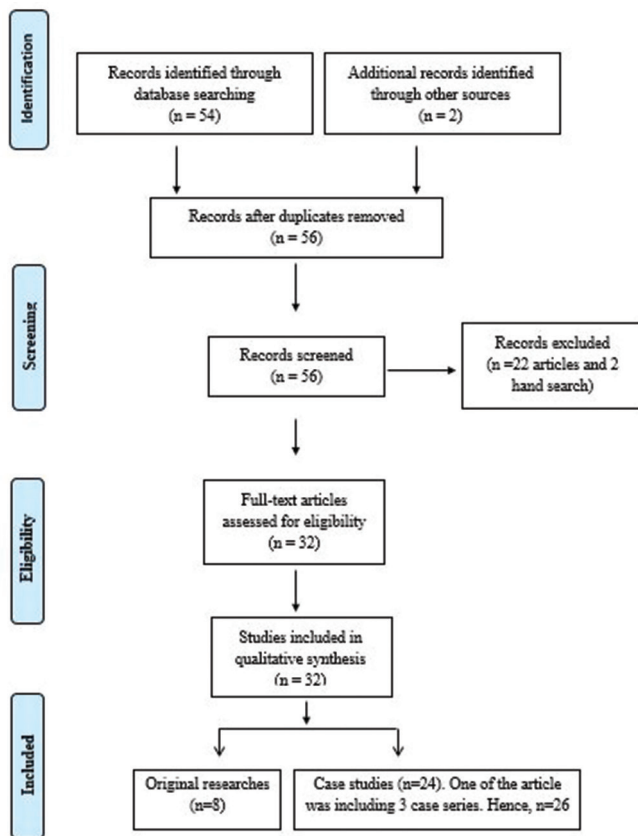 Identification
Records identified through
database searching
(n = 54)
Additional records identified
through other sources
(n = 2)
Records after duplicates removed
(n = 56)
Screening
Records screened
(n = 56)
Records excluded
(n =22 articles and 2
hand search)
Eligibility
Full-text articles
assessed for eligibility
(n = 32)
Studies included in
qualitative synthesis
(n = 32)
Included
Original researches
(n=8)
Case studies (n=24). One of the article
was including 3 case series. Hence, n=26